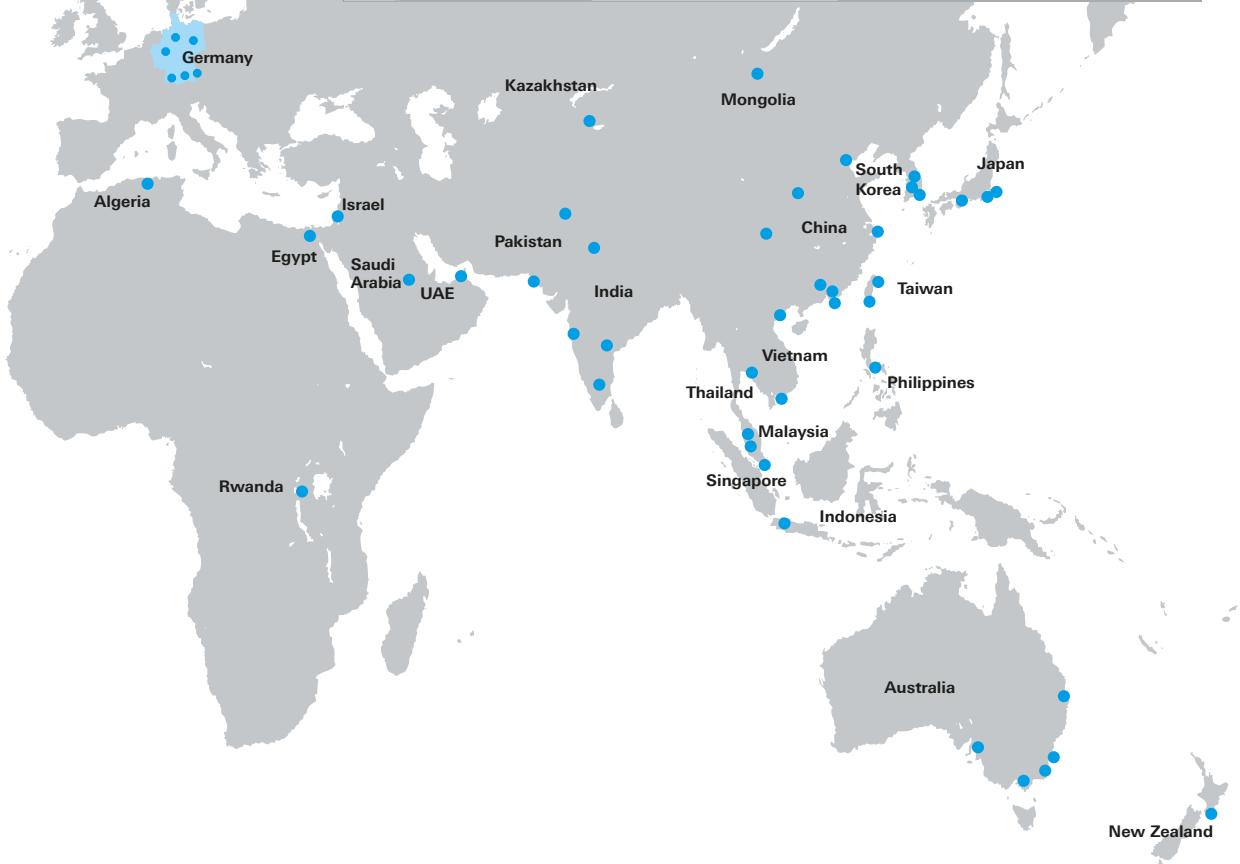 Germany
Kazakhstan
Mongolia
Japan
South
Korea
Algeria
Israel
China
Pakistan
Egypt
Saudi
Arabia
UAE
India
Taiwan
Vietnam
Thailand
Philippines
Malaysia
Singapore
Rwanda
Indonesia
Australia
New Zealand